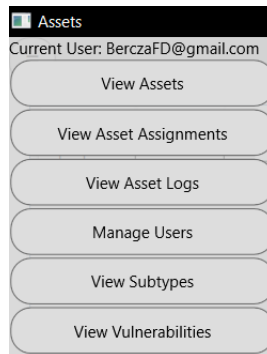 Assets
Current User: BerczaFD@gmail.com
View Assets
View Asset Assignments
View Asset Logs
Manage Users
View Subtypes
View Vulnerabilities